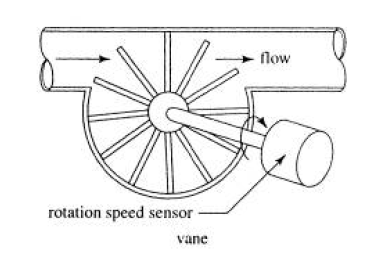 flow
rotation speed sensor
vane